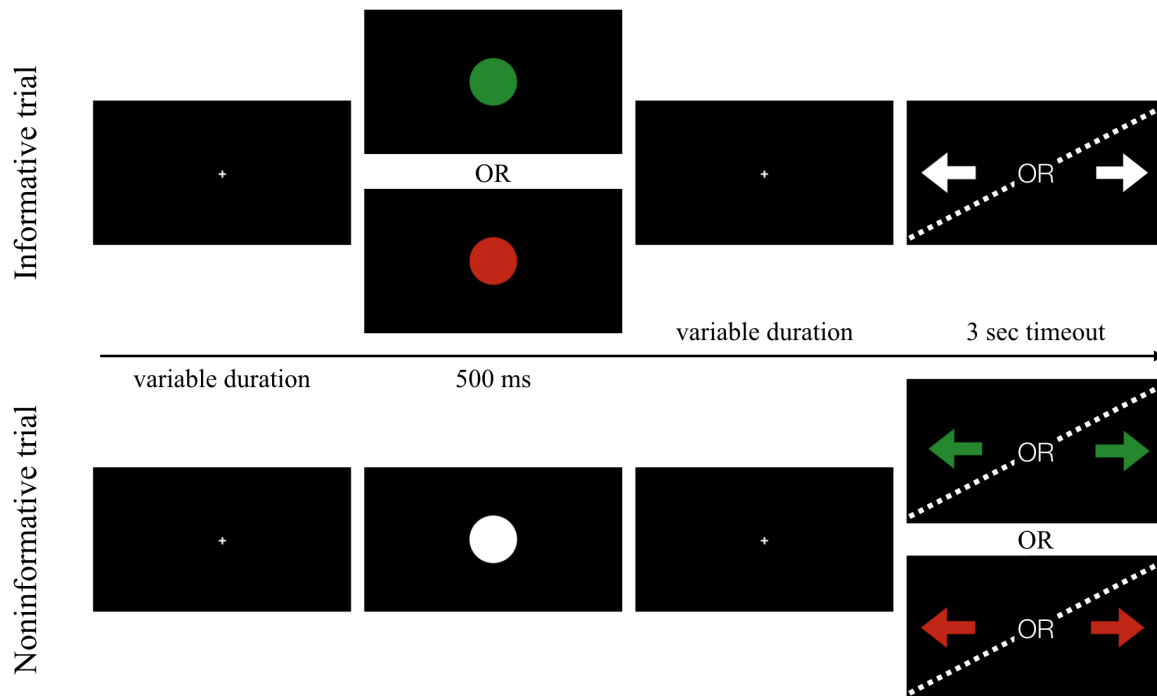 Informative trial
OR
OR
variable duration
3 sec timeout
variable duration
500 ms
Noninformative trial
OR
OR
OR